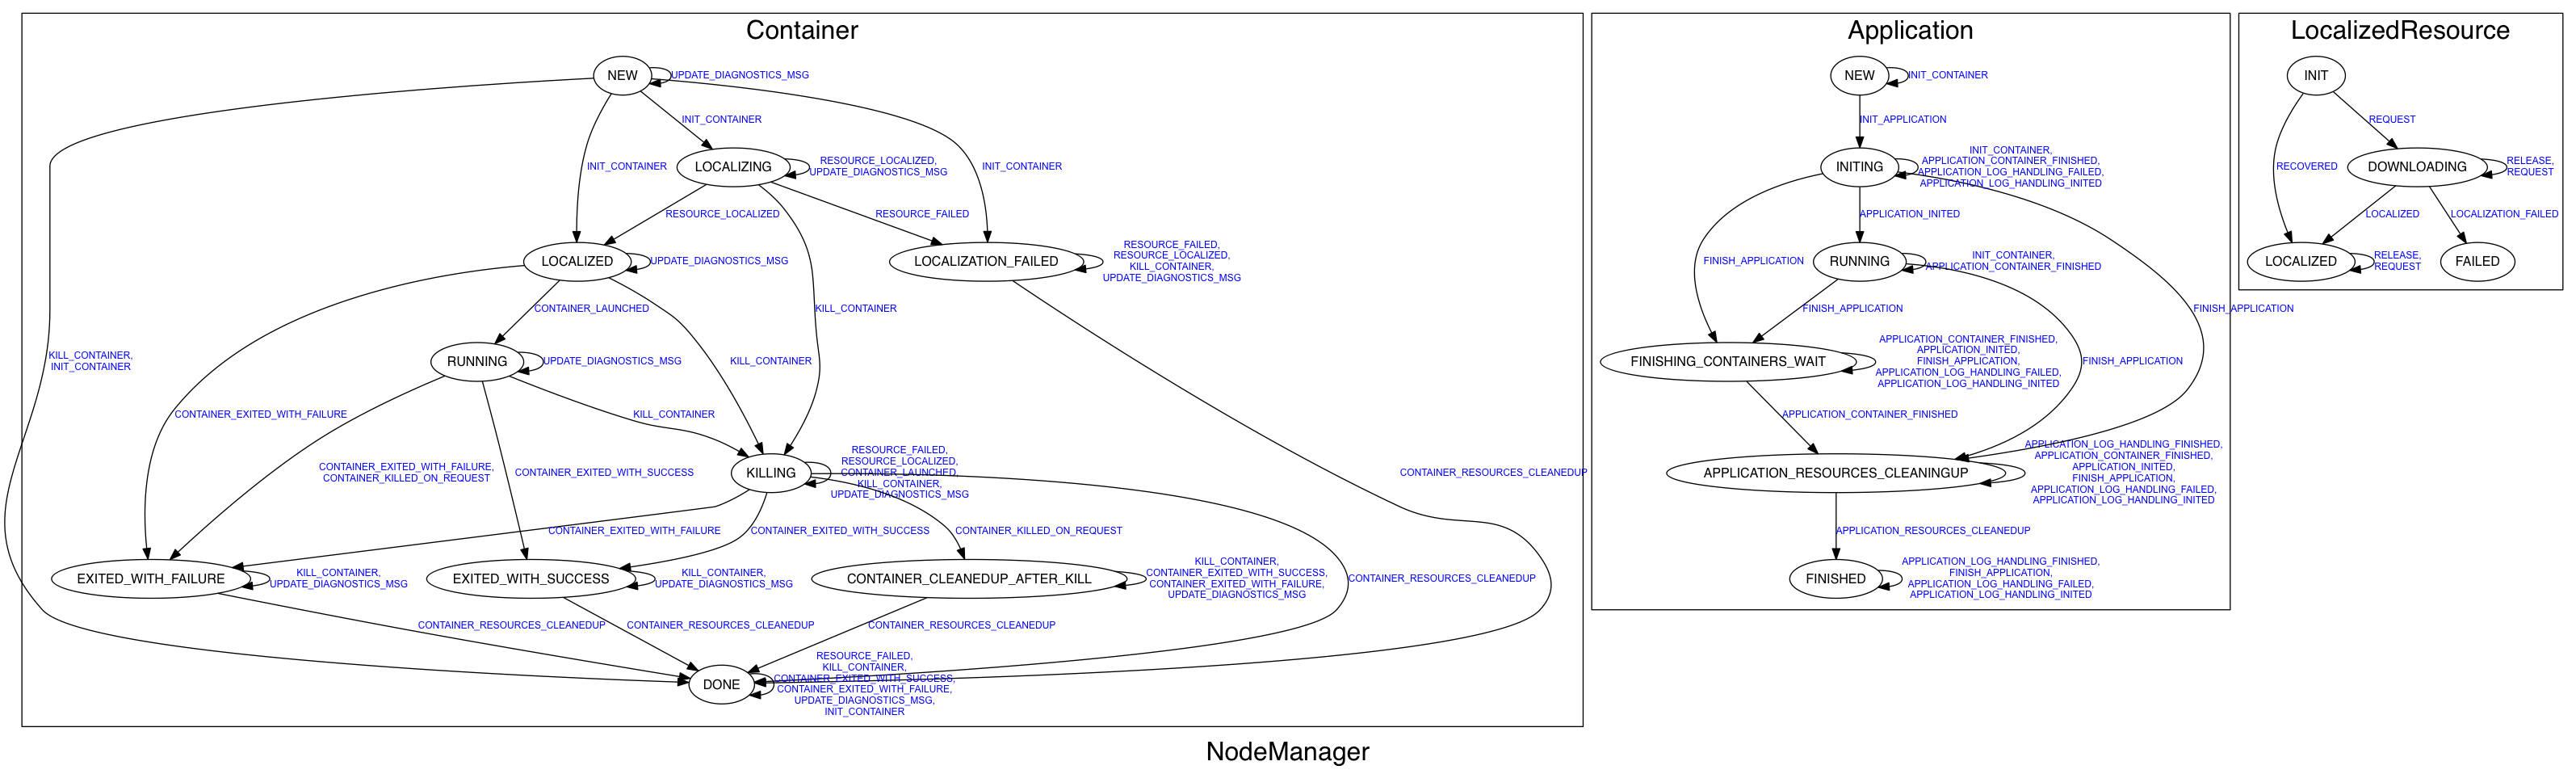 Container
NEW
UPDATE_DIAGNOSTICS_MSG
INIT_CONTAINER
LOCALIZING
RESOURCE_LOCALIZED,
UPDATE_DIAGNOSTICS_MSG
INIT_CONTAINER
INIT_CONTAINER
RESOURCE_LOCALIZED
RESOURCE_FAILED
LOCALIZED
UPDATE_DIAGNOSTICS_MSG
LOCALIZATION_FAILED
RESOURCE_FAILED,
RESOURCE_LOCALIZED,
KILL_CONTAINER,
UPDATE_DIAGNOSTICS_MSG
CONTAINER_LAUNCHED
KILL_CONTAINER
KILL_CONTAINER,
INIT_CONTAINER
RUNNING
UPDATE_DIAGNOSTICS_MSG
KILL_CONTAINER
CONTAINER_EXITED_WITH_FAILURE
KILL_CONTAINER
CONTAINER_EXITED_WITH_FAILURE,
CONTAINER_KILLED_ON_REQUEST
CONTAINER_EXITED_WITH_SUCCESS
KILLING
RESOURCE_FAILED,
RESOURCE_LOCALIZED,
CONTAINER_LAUNCHED,
KILL_CONTAINER,
UPDATE_DIAGNOSTICS_MSG
CONTAINER_RESOURCES_CLEANEDUP
CONTAINER_EXITED_WITH_FAILURE
CONTAINER_EXITED_WITH_SUCCESS
CONTAINER_KILLED_ON_REQUEST
EXITED_WITH_FAILURE
KILL_CONTAINER,
UPDATE_DIAGNOSTICS_MSG
EXITED_WITH_SUCCESS
KILL_CONTAINER,
UPDATE_DIAGNOSTICS_MSG
CONTAINER_CLEANEDUP_AFTER_KILL
KILL_CONTAINER,
CONTAINER_EXITED_WITH_SUCCESS,
CONTAINER_EXITED_WITH_FAILURE,
UPDATE_DIAGNOSTICS_MSG
CONTAINER_RESOURCES_CLEANEDUP
CONTAINER_RESOURCES_CLEANEDUP
CONTAINER_RESOURCES_CLEANEDUP
CONTAINER_RESOURCES_CLEANEDUP
DONE
RESOURCE_FAILED,
KILL_CONTAINER,
CONTAINER_EXITED_WITH_SUCCESS,
CONTAINER_EXITED_WITH_FAILURE,
UPDATE_DIAGNOSTICS_MSG,
INIT_CONTAINER
Application
NEW
INIT_CONTAINER
INIT_APPLICATION
INITING
INIT_CONTAINER,
APPLICATION_CONTAINER_FINISHED,
APPLICATION_LOG_HANDLING_FAILED,
APPLICATION_LOG_HANDLING_INITED
APPLICATION_INITED
FINISH_APPLICATION
RUNNING
INIT_CONTAINER,
APPLICATION_CONTAINER_FINISHED
FINISH_APPLICATION
FINISH_APPLICATION
FINISHING_CONTAINERS_WAIT
APPLICATION_CONTAINER_FINISHED,
APPLICATION_INITED,
FINISH_APPLICATION,
APPLICATION_LOG_HANDLING_FAILED,
APPLICATION_LOG_HANDLING_INITED
FINISH_APPLICATION
APPLICATION_CONTAINER_FINISHED
APPLICATION_RESOURCES_CLEANINGUP
APPLICATION_LOG_HANDLING_FINISHED,
APPLICATION_CONTAINER_FINISHED,
APPLICATION_INITED,
FINISH_APPLICATION,
APPLICATION_LOG_HANDLING_FAILED,
APPLICATION_LOG_HANDLING_INITED
APPLICATION_RESOURCES_CLEANEDUP
FINISHED
APPLICATION_LOG_HANDLING_FINISHED,
FINISH_APPLICATION,
APPLICATION_LOG_HANDLING_FAILED,
APPLICATION_LOG_HANDLING_INITED
LocalizedResource
INIT
REQUEST
RECOVERED
DOWNLOADING
RELEASE,
REQUEST
LOCALIZED
LOCALIZATION_FAILED
LOCALIZED
RELEASE,
REQUEST
FAILED
NodeManager